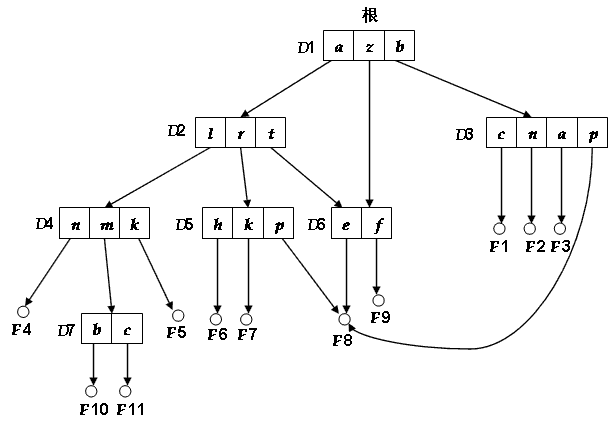 根
D1 a z b
D2 l r t
D3 c n a p
D4 n m k
D5 h k p
D6 e f
F1 F2 F3
F9
F4
F5 F6 F7
D7 b c
F8
F10 F11